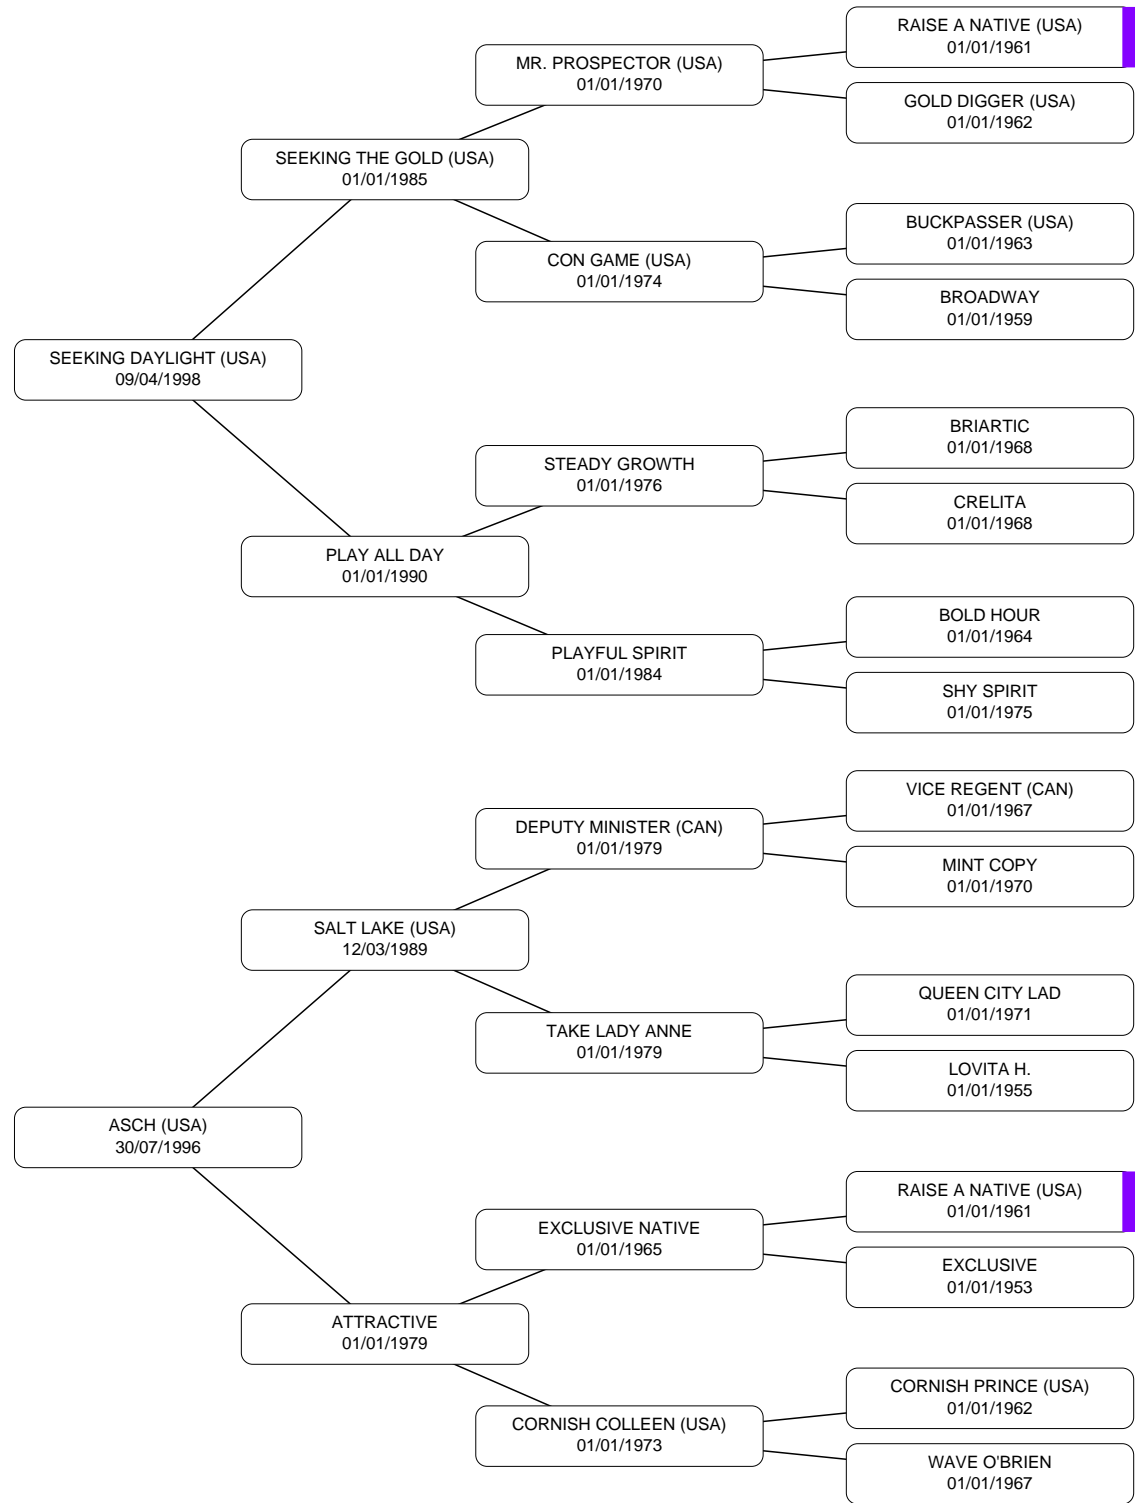 RAISE A NATIVE (USA)
01/01/1961
MR. PROSPECTOR (USA)
01/01/1970
GOLD DIGGER (USA)
01/01/1962
SEEKING THE GOLD (USA)
01/01/1985
BUCKPASSER (USA)
01/01/1963
CON GAME (USA)
01/01/1974
BROADWAY
01/01/1959
SEEKING DAYLIGHT (USA)
09/04/1998
BRIARTIC
01/01/1968
STEADY GROWTH
01/01/1976
CRELITA
01/01/1968
PLAY ALL DAY
01/01/1990
BOLD HOUR
01/01/1964
PLAYFUL SPIRIT
01/01/1984
SHY SPIRIT
01/01/1975
VICE REGENT (CAN)
01/01/1967
DEPUTY MINISTER (CAN)
01/01/1979
MINT COPY
01/01/1970
SALT LAKE (USA)
12/03/1989
QUEEN CITY LAD
01/01/1971
TAKE LADY ANNE
01/01/1979
LOVITA H.
01/01/1955
ASCH (USA)
30/07/1996
RAISE A NATIVE (USA)
01/01/1961
EXCLUSIVE NATIVE
01/01/1965
EXCLUSIVE
01/01/1953
ATTRACTIVE
01/01/1979
CORNISH PRINCE (USA)
01/01/1962
CORNISH COLLEEN (USA)
01/01/1973
WAVE O'BRIEN
01/01/1967